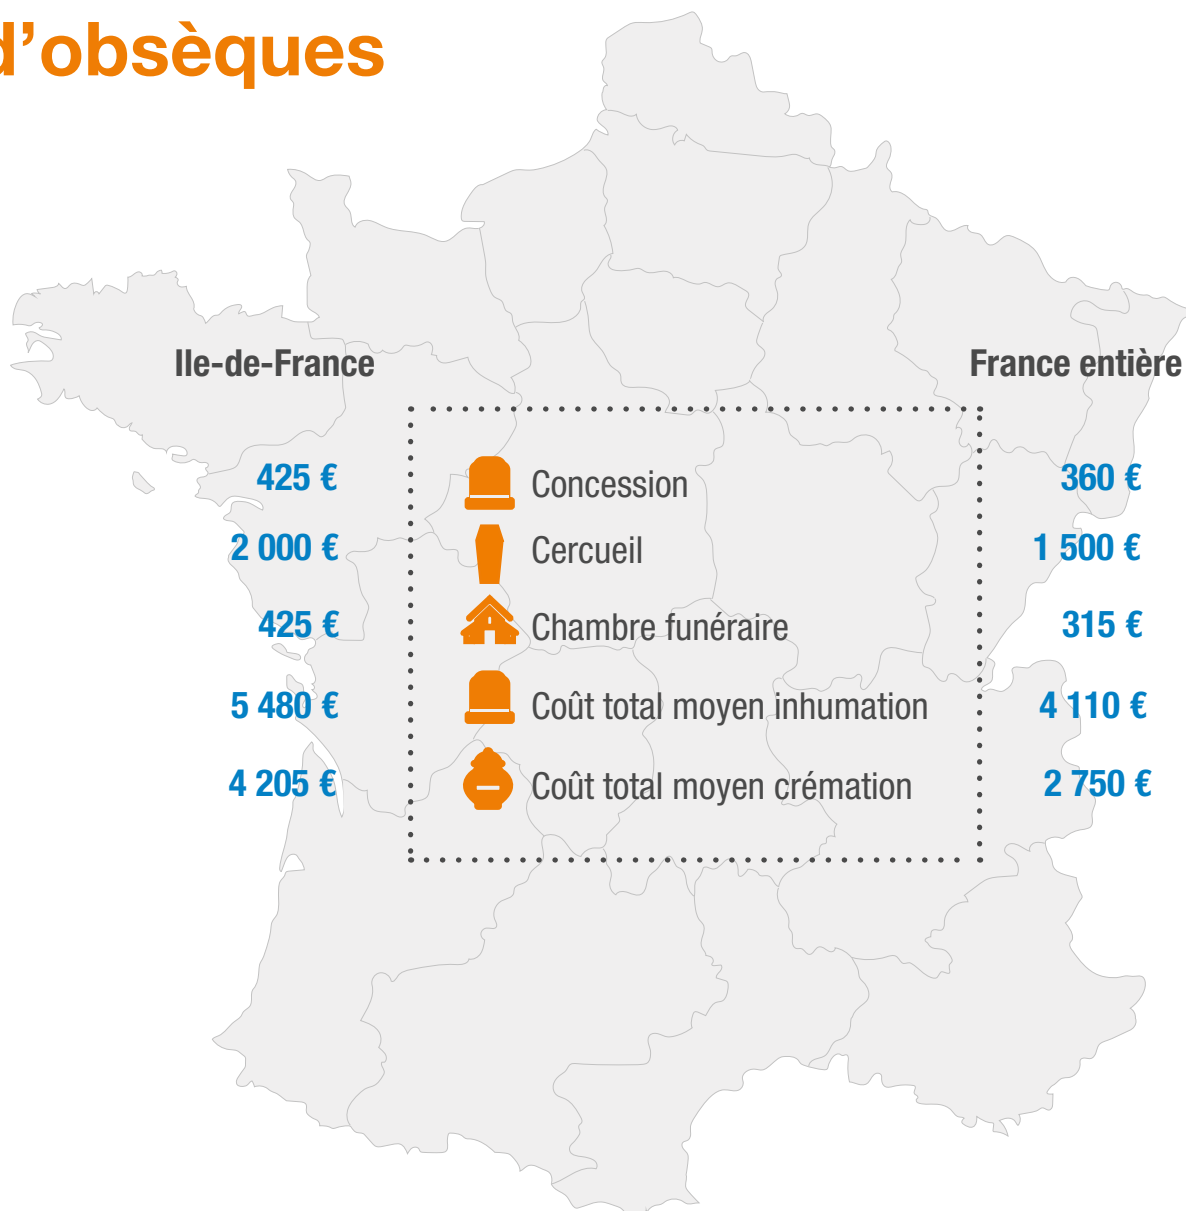 d’obsèques
Ile-de-France France entière
425 € Concession 360 €
2 000 € Cercueil 1 500 €
425 € Chambre funéraire 315 €
5 480 € Coût total moyen inhumation 4 110 €
4 205 € Coût total moyen crémation 2 750 €